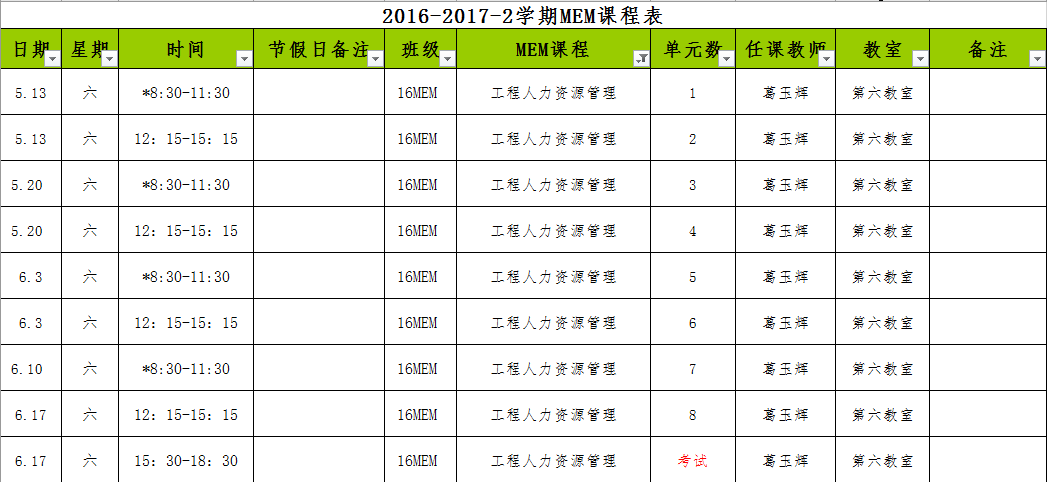 2016-2017-2学期MEM课程表
日期 星期 时间 节假日备注 班级 MEM课程 单元数 任课教师 教室 备注
5.13 六 *8:30-11:30 16MEM 工程人力资源管理 1 葛玉辉 第六教室
5.13 六 12：15-15：15 16MEM 工程人力资源管理 2 葛玉辉 第六教室
5.20 六 *8:30-11:30 16MEM 工程人力资源管理 3 葛玉辉 第六教室
5.20 六 12：15-15：15 16MEM 工程人力资源管理 4 葛玉辉 第六教室
6.3 六 *8:30-11:30 16MEM 工程人力资源管理 5 葛玉辉 第六教室
6.3 六 12：15-15：15 16MEM 工程人力资源管理 6 葛玉辉 第六教室
6.10 六 *8:30-11:30 16MEM 工程人力资源管理 7 葛玉辉 第六教室
6.17 六 12：15-15：15 16MEM 工程人力资源管理 8 葛玉辉 第六教室
6.17 六 15：30-18：30 16MEM 工程人力资源管理 考试 葛玉辉 第六教室